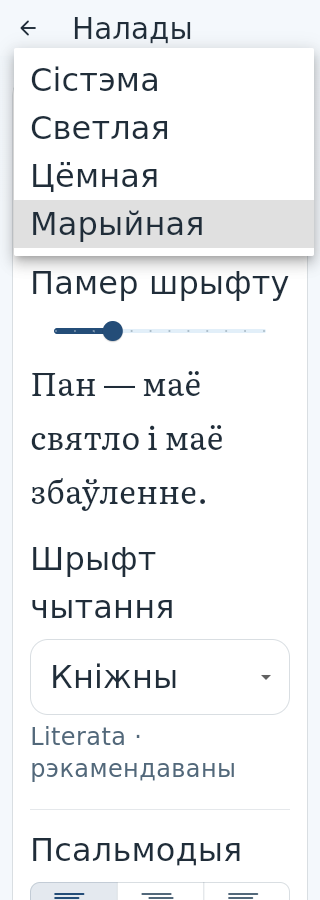 Налады
Сістэма
Светлая
Цёмная
Марыйная
Памер шрыфту
Пан — маё
святло і маё
збаўленне.
Шрыфт
чытання
Кніжны
Literata ·
рэкамендаваны
Псальмодыя